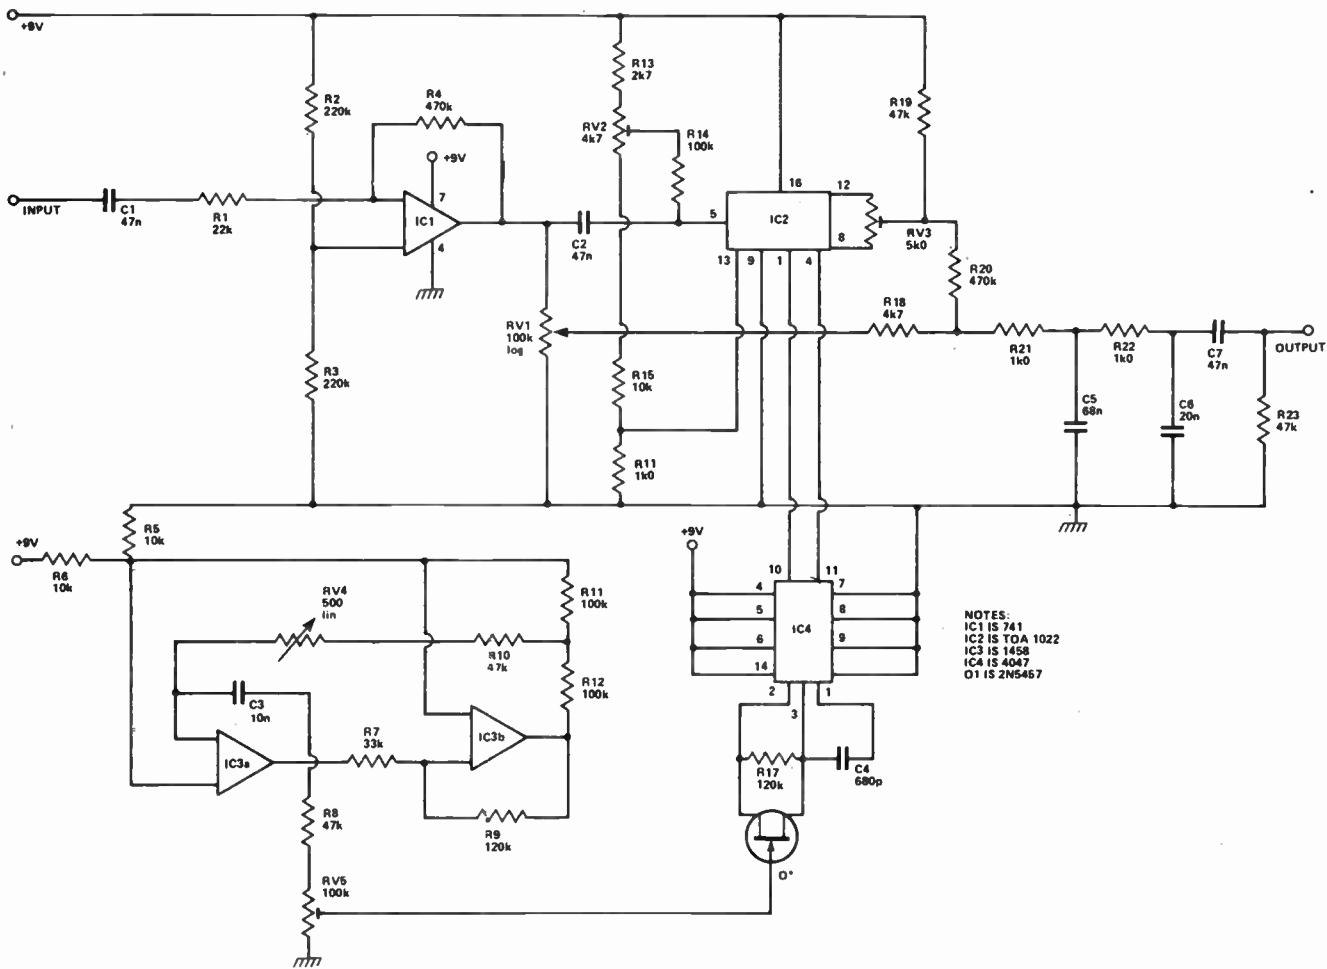 +9V
R2
220k
R4
470k
+9V
7
IC1
4
INPUT
C1
47n
R1
22k
R3
220k
R13
2k7
RV2
4k7
R14
100k
C2
47n
RV1
100k
log
R15
10k
R11
1k0
16
5
IC2
12
8
13
9
1
4
RV3
5k0
R19
47k
R20
470k
R18
4k7
R21
1k0
R22
1k0
C7
47n
OUTPUT
C5
68n
C6
20n
R23
47k
+9V
R6
10k
R5
10k
RV4
500
lin
R10
47k
R11
100k
R12
100k
C3
10n
IC3a
R7
33k
IC3b
R9
120k
R8
47k
RV5
100k
+9V
10
11
4
7
5
8
IC4
6
9
14
2
3
1
R17
120k
C4
680p
NOTES:
IC1 IS 741
IC2 IS TOA 1022
IC3 IS 1458
IC4 IS 4047
O1 IS 2N5457